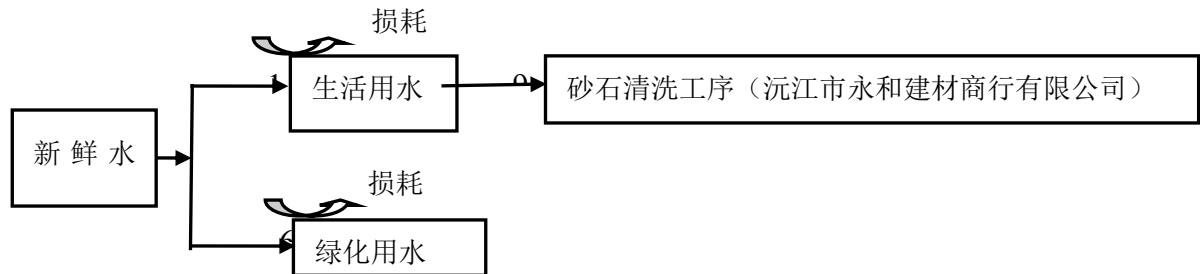 损耗
生活用水
砂石清洗工序（沅江市永和建材商行有限公司）
新鲜水
损耗
绿化用水